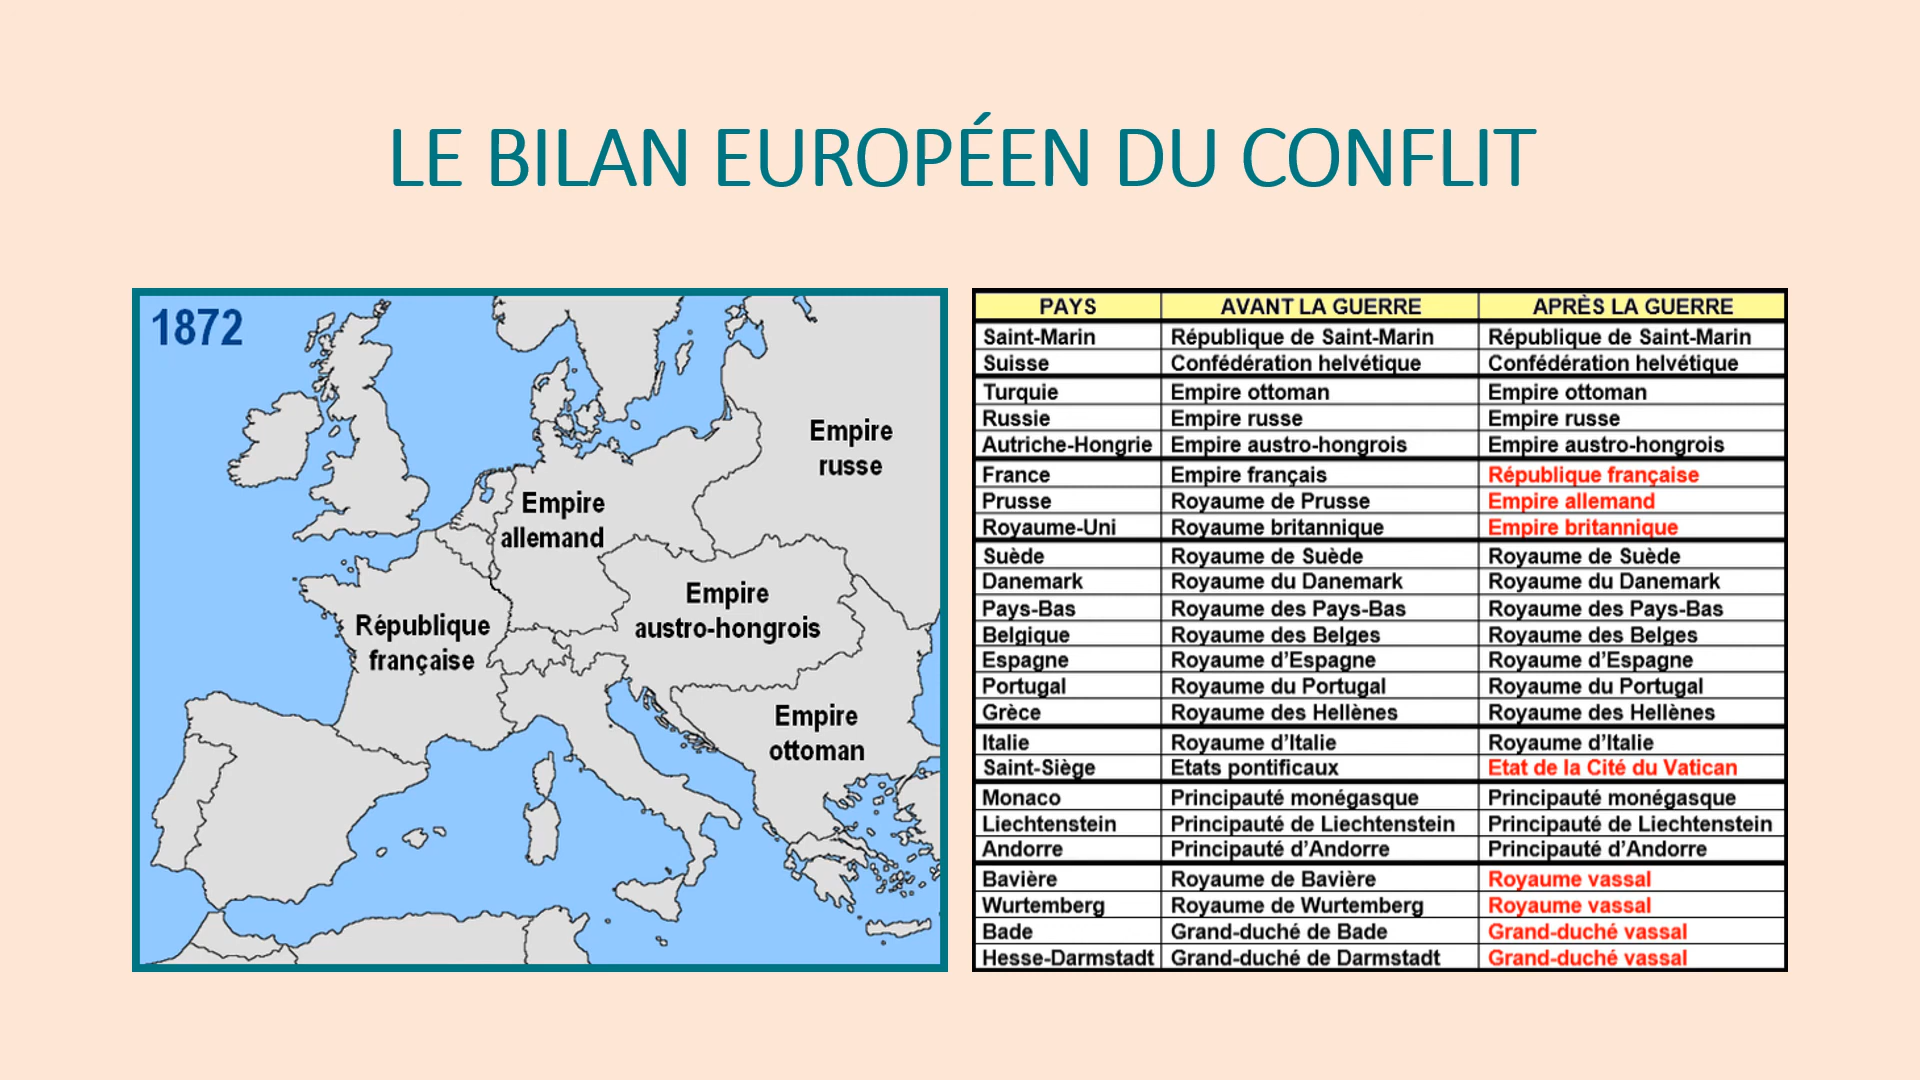 LE BILAN EUROPÉEN DU CONFLIT
1872
Empire
russe
Empire
allemand
Empire
austro-hongrois
République
française
Empire
ottoman
PAYS AVANT LA GUERRE APRÈS LA GUERRE
Saint-Marin République de Saint-Marin République de Saint-Marin
Suisse Confédération helvétique Confédération helvétique
Turquie Empire ottoman Empire ottoman
Russie Empire russe Empire russe
Autriche-Hongrie Empire austro-hongrois Empire austro-hongrois
France Empire français République française
Prusse Royaume de Prusse Empire allemand
Royaume-Uni Royaume britannique Empire britannique
Suède Royaume de Suède Royaume de Suède
Danemark Royaume du Danemark Royaume du Danemark
Pays-Bas Royaume des Pays-Bas Royaume des Pays-Bas
Belgique Royaume des Belges Royaume des Belges
Espagne Royaume d'Espagne Royaume d'Espagne
Portugal Royaume du Portugal Royaume du Portugal
Grèce Royaume des Hellènes Royaume des Hellènes
Italie Royaume d'Italie Royaume d'Italie
Saint-Siège Etats pontificaux Etat de la Cité du Vatican
Monaco Principauté monégasque Principauté monégasque
Liechtenstein Principauté de Liechtenstein Principauté de Liechtenstein
Andorre Principauté d'Andorre Principauté d'Andorre
Bavière Royaume de Bavière Royaume vassal
Wurtemberg Royaume de Wurtemberg Royaume vassal
Bade Grand-duché de Bade Grand-duché vassal
Hesse-Darmstadt Grand-duché de Darmstadt Grand-duché vassal